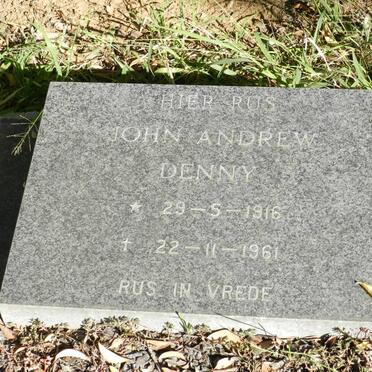 HIER RUS
JOHN ANDREW
DENNY
* 29-5-1916
† 22-11-1961
RUS IN VREDE